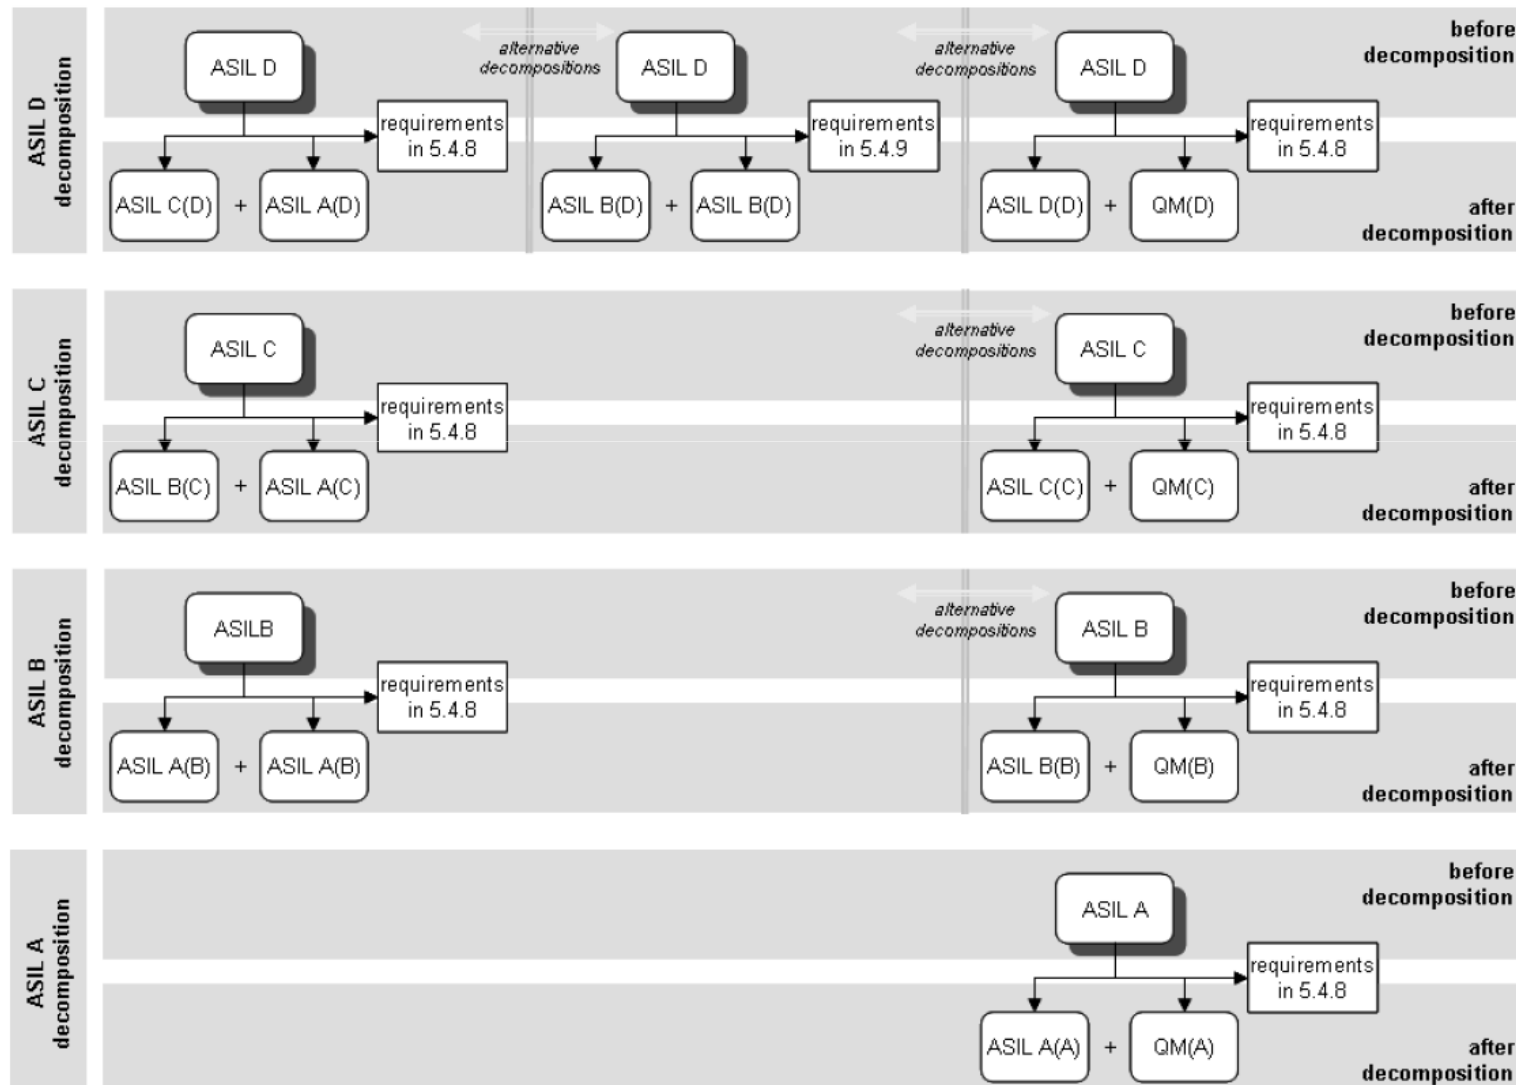 ASIL D
decomposition
ASIL D
alternative
decompositions
ASIL D
alternative
decompositions
ASIL D
before
decomposition
requirements
in 5.4.8
requirements
in 5.4.9
requirements
in 5.4.8
ASIL C(D) + ASIL A(D)
ASIL B(D) + ASIL B(D)
ASIL D(D) + QM(D)
after
decomposition
ASIL C
decomposition
ASIL C
alternative
decompositions
ASIL C
before
decomposition
requirements
in 5.4.8
requirements
in 5.4.8
ASIL B(C) + ASIL A(C)
ASIL C(C) + QM(C)
after
decomposition
ASIL B
decomposition
ASILB
alternative
decompositions
ASIL B
before
decomposition
requirements
in 5.4.8
requirements
in 5.4.8
ASIL A(B) + ASIL A(B)
ASIL B(B) + QM(B)
after
decomposition
ASIL A
decomposition
ASIL A
before
decomposition
requirements
in 5.4.8
ASIL A(A) + QM(A)
after
decomposition